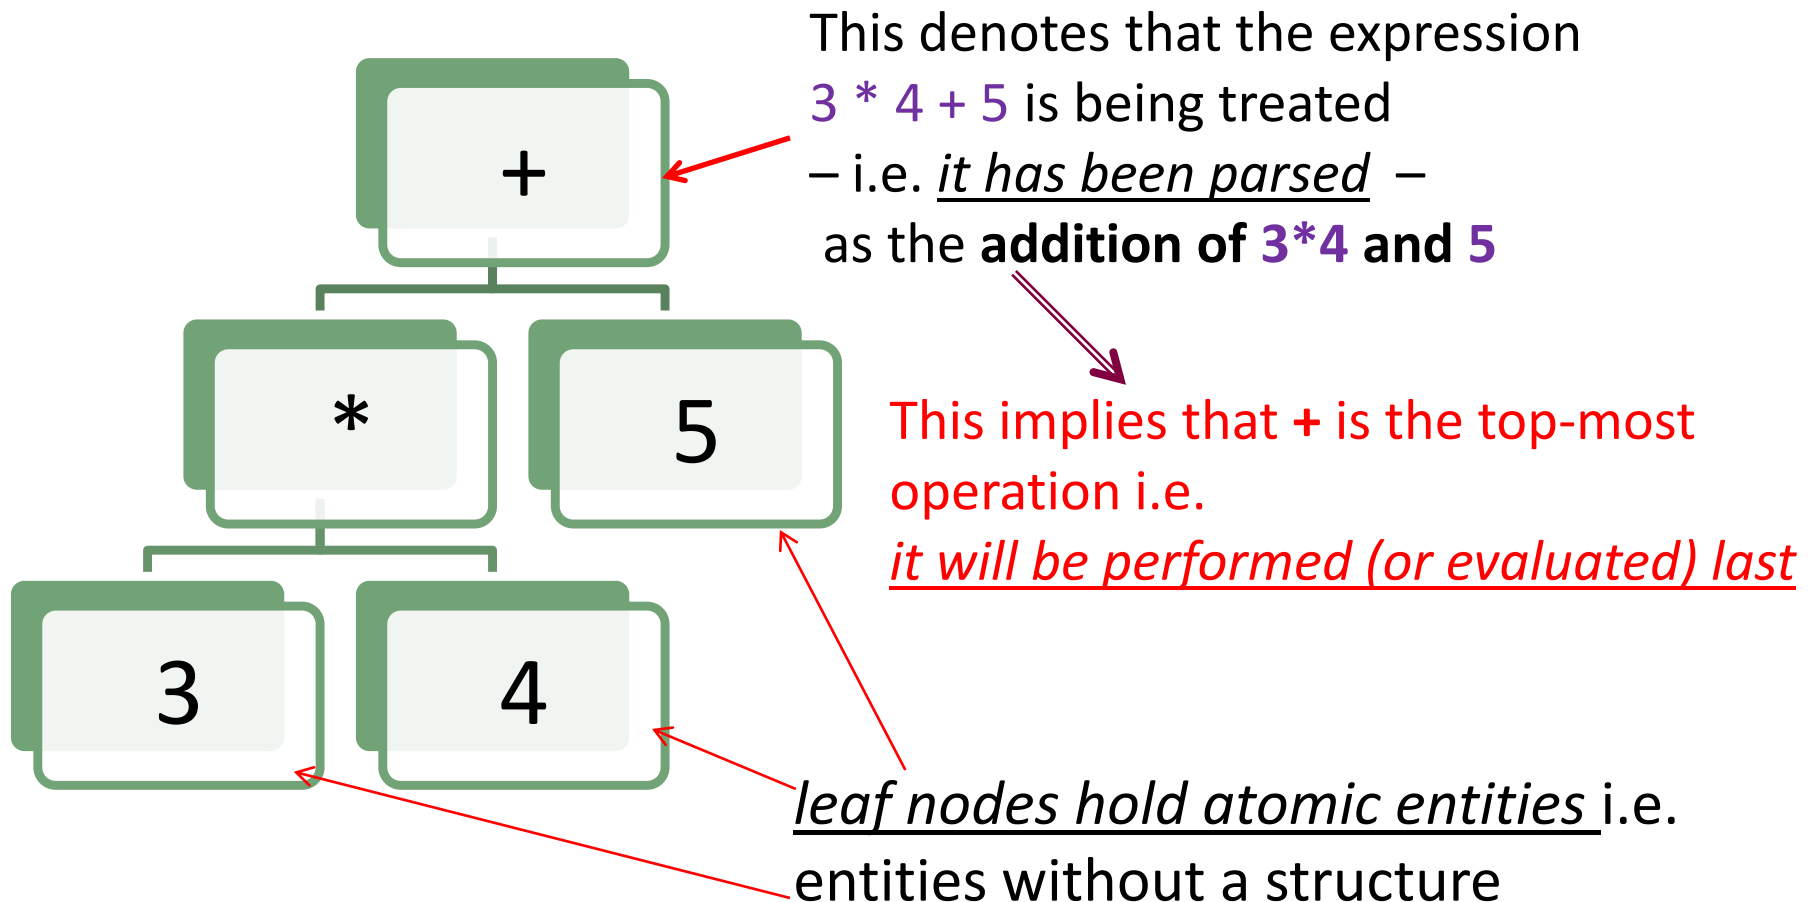 This denotes that the expression
3 * 4 + 5 is being treated
– i.e. it has been parsed –
as the addition of 3*4 and 5
+
This implies that + is the top-most
operation i.e.
it will be performed (or evaluated) last
*
5
3
4
leaf nodes hold atomic entities i.e.
entities without a structure